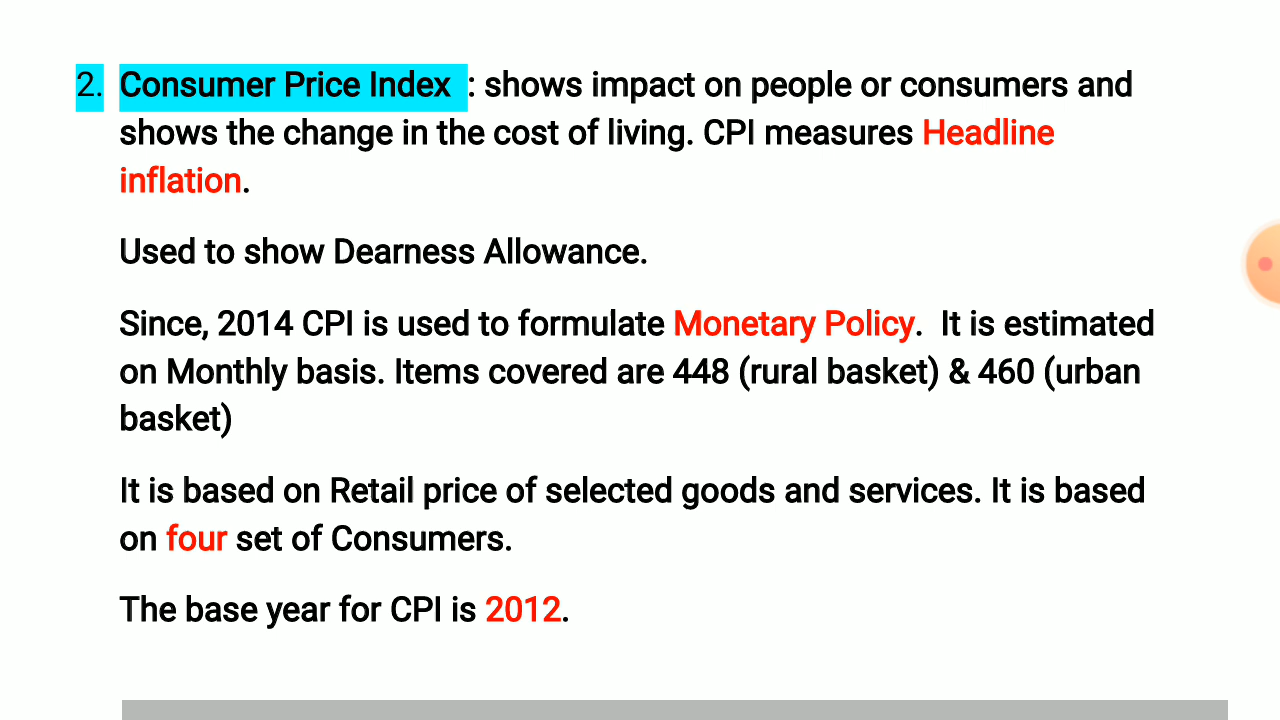 2. Consumer Price Index : shows impact on people or consumers and
shows the change in the cost of living. CPI measures Headline
inflation.
Used to show Dearness Allowance.
Since, 2014 CPI is used to formulate Monetary Policy. It is estimated
on Monthly basis. Items covered are 448 (rural basket) & 460 (urban
basket)
It is based on Retail price of selected goods and services. It is based
on four set of Consumers.
The base year for CPI is 2012.